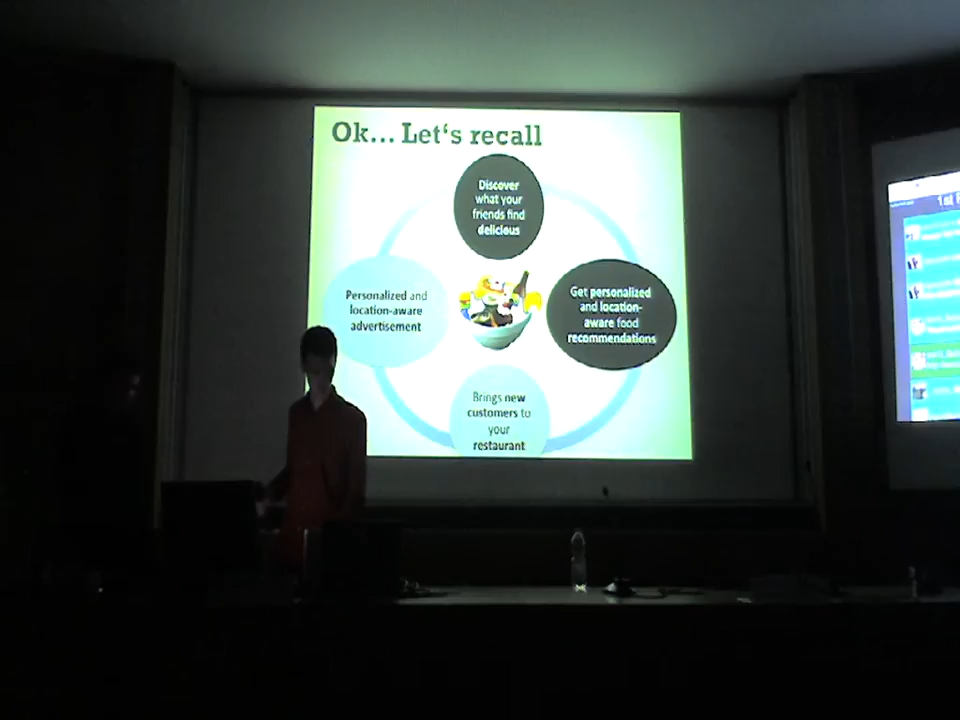 Ok... Let's recall
Discover
what your
friends find
delicious
Personalized and
location-aware
advertisement
Get personalized
and location-
aware food
recommendations
Brings new
customers to
your
restaurant
1st